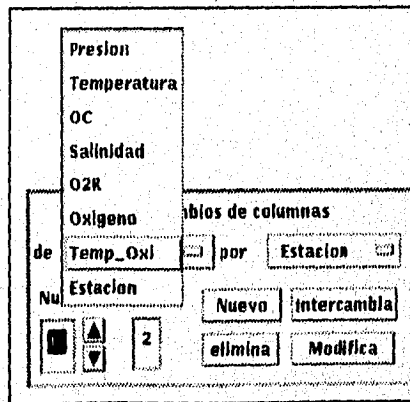 Presion
Temperatura
OC
Salinidad
O2R
Oxigeno
bios de columnas
de Temp_Oxi por Estacion
Estacion
Nu
Nuevo Intercambia
2
elimina Modifica